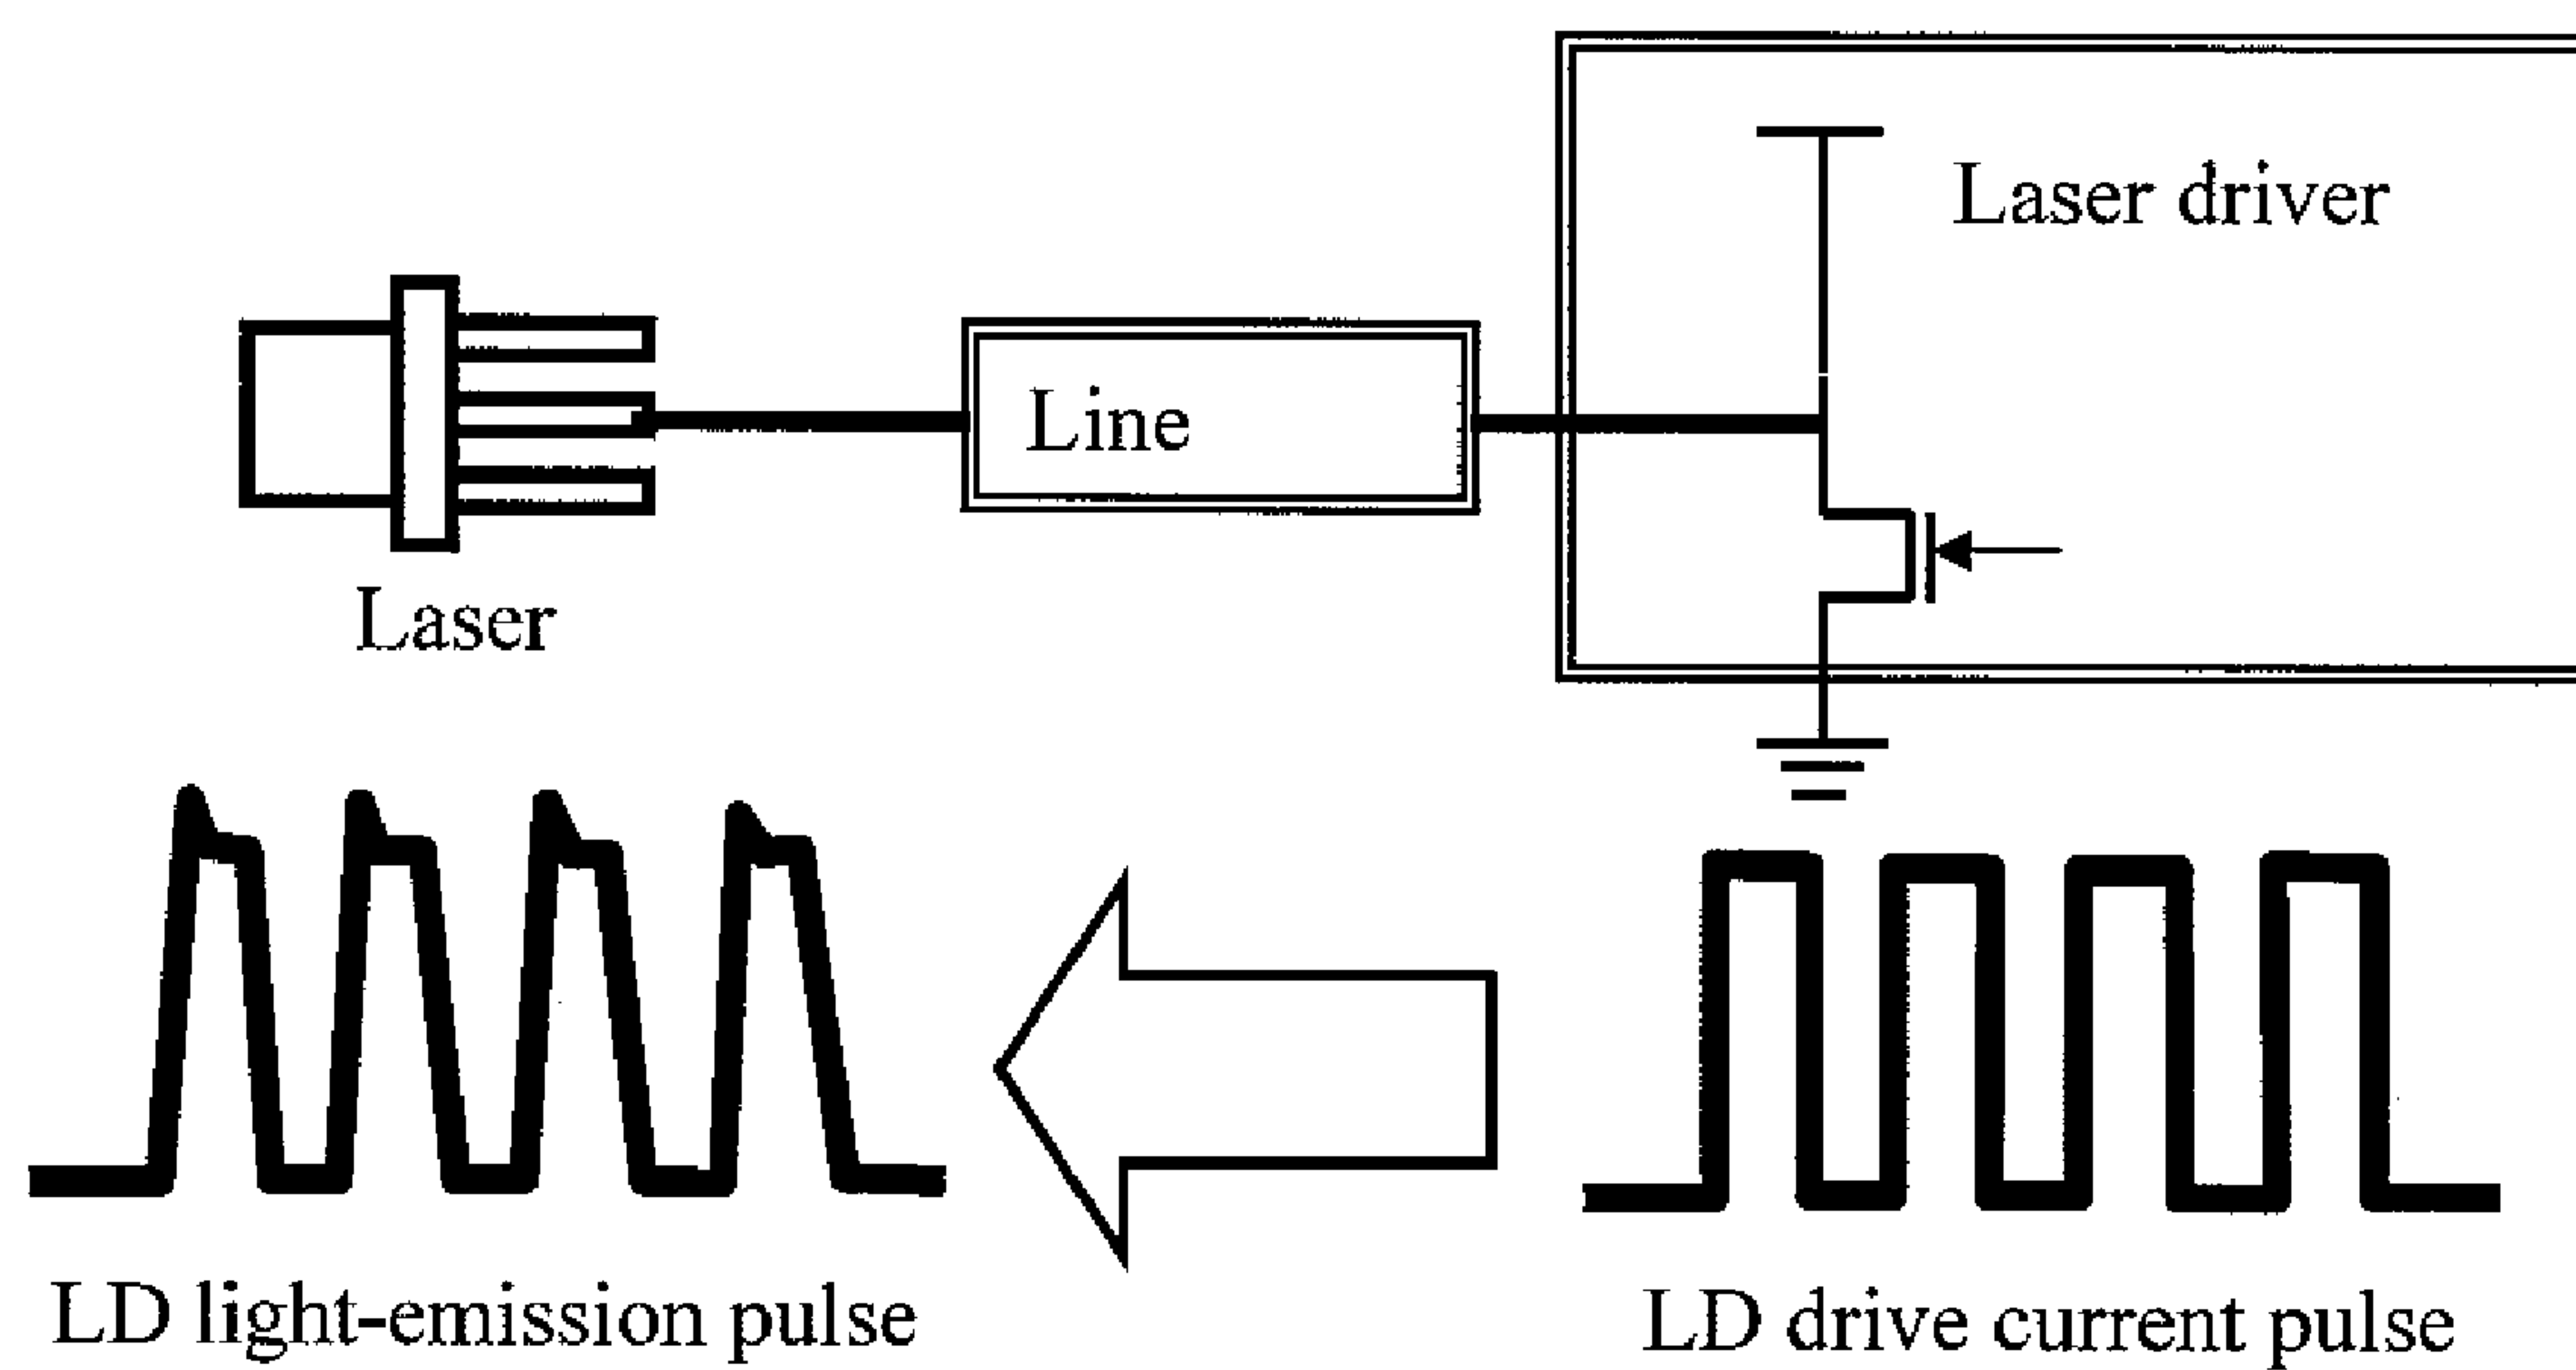 Laser driver
Line
Laser
LD light-emission pulse
LD drive current pulse